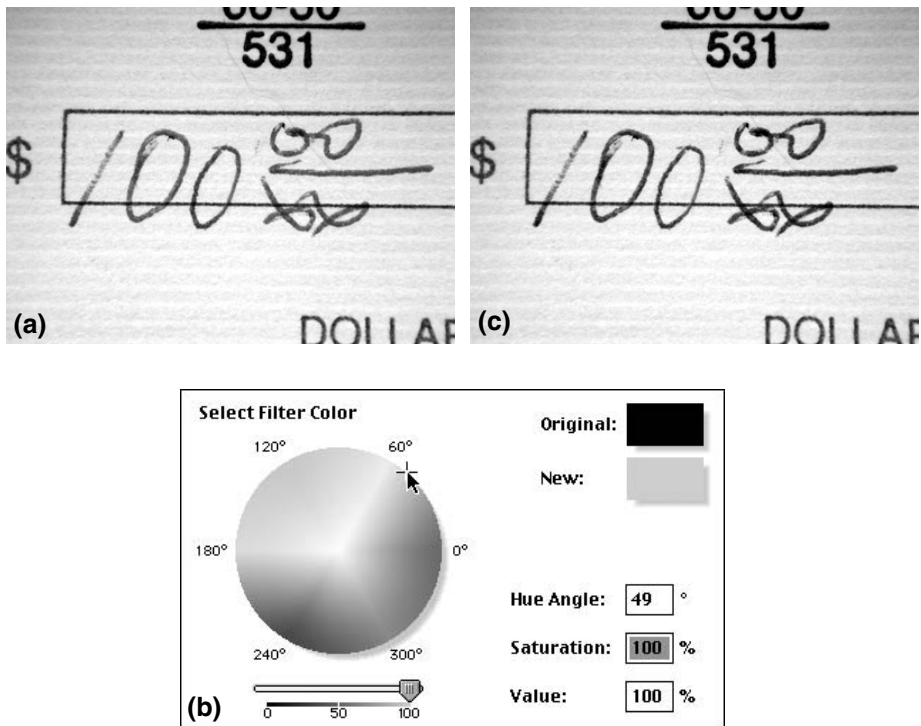 531
531
$ 100 00
$ 100 00
xx
xx
DOLLAR
DOLLAR
(a)
(c)
Select Filter Color
Original:
New:
120°
60°
180°
0°
240°
300°
Hue Angle: 49 °
Saturation: 100 %
Value: 100 %
0 50 100
(b)